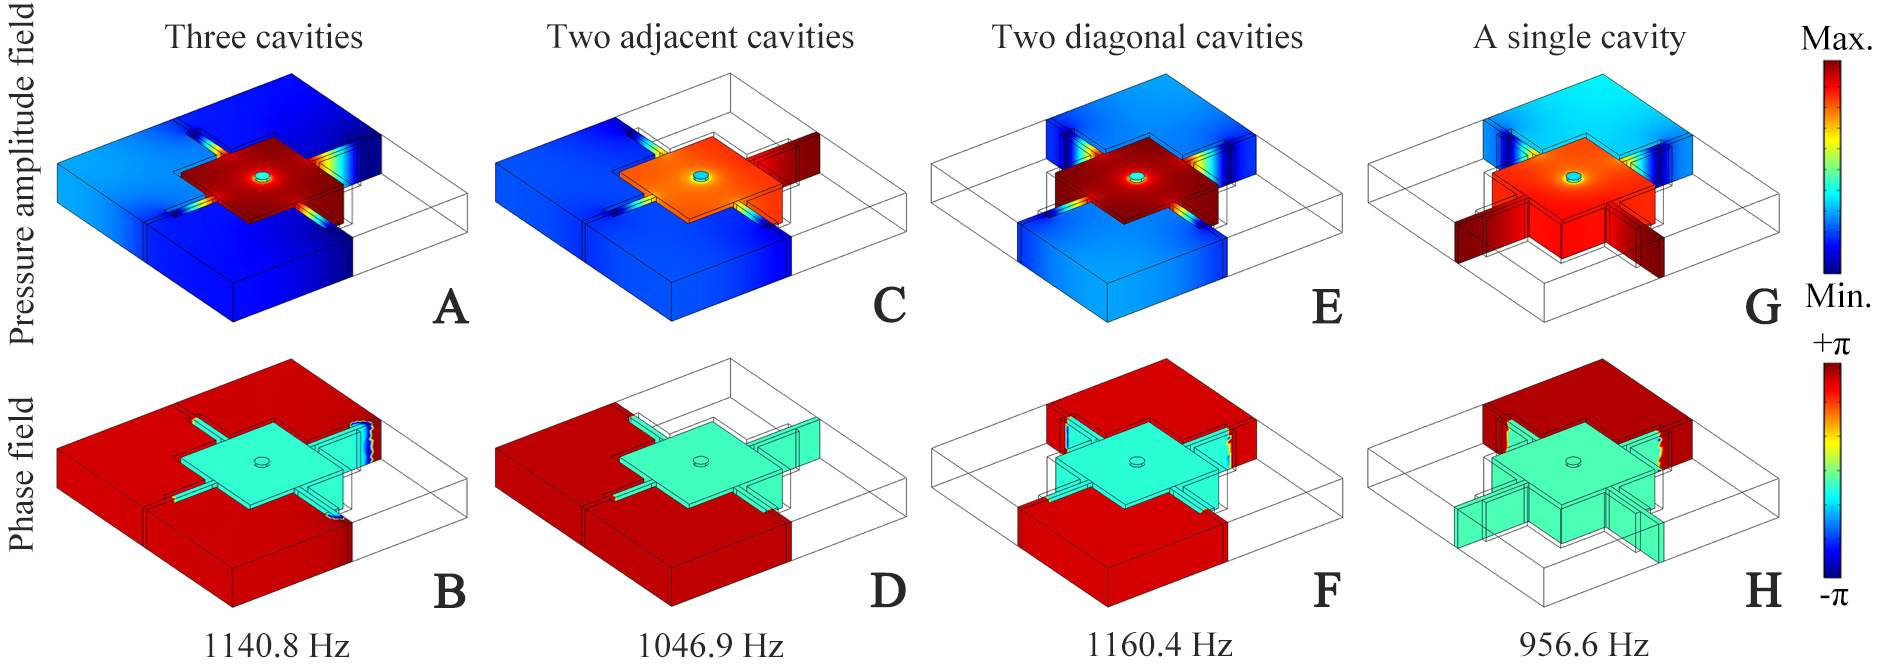 Three cavities
Two adjacent cavities
Two diagonal cavities
A single cavity
Pressure amplitude field
A
C
E
G
Max.
Min.
Phase field
B
D
F
H
+π
-π
1140.8 Hz
1046.9 Hz
1160.4 Hz
956.6 Hz